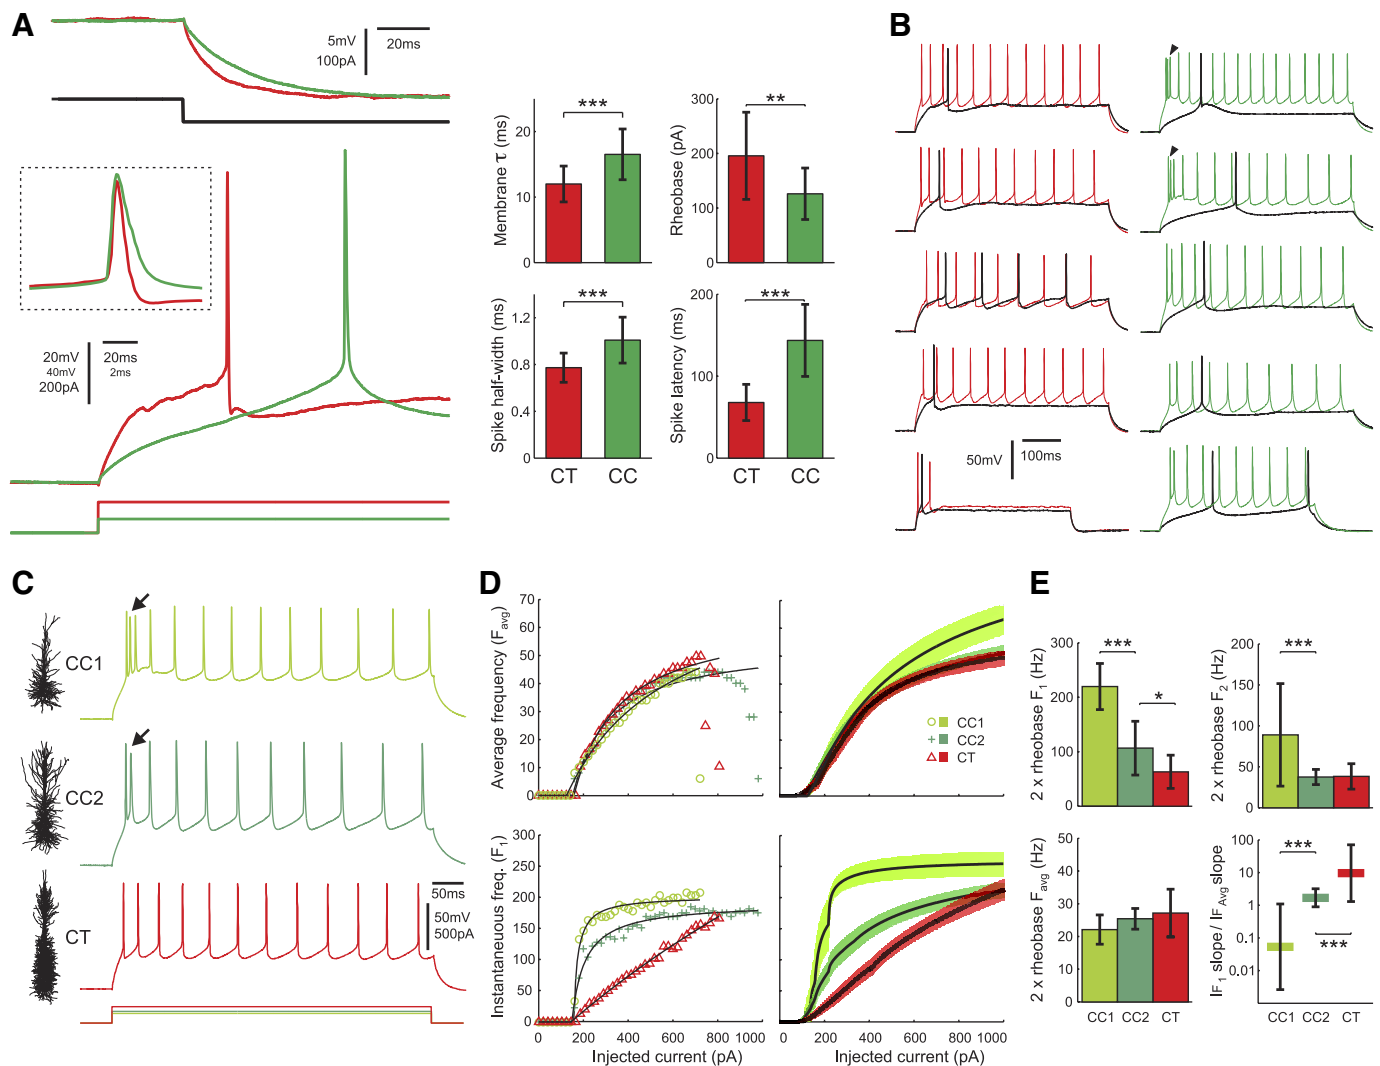 A
5mV
100pA
20ms
20mV
40mV
200pA
20ms
2ms
Membrane τ (ms)
20
10
0
***
Rheobase (pA)
300
200
100
0
**
Spike half-width (ms)
1.2
0.8
0.4
0
***
CT
CC
Spike latency (ms)
200
100
0
***
CT
CC
B
50mV
100ms
C
CC1
CC2
CT
50ms
50mV
500pA
D
Average frequency (Favg)
70
60
50
40
30
20
10
0
CC1
CC2
CT
Instantaneous freq. (F1)
300
250
200
150
100
50
0
0
200
400
600
800
1000
Injected current (pA)
0
200
400
600
800
1000
Injected current (pA)
E
2 x rheobase F1 (Hz)
300
200
100
0
***
*
2 x rheobase F2 (Hz)
200
150
100
50
0
***
2 x rheobase Favg (Hz)
50
40
30
20
10
0
CC1
CC2
CT
IF1 slope / IFAvg slope
100
10
1
0.1
0.01
***
***
CC1
CC2
CT